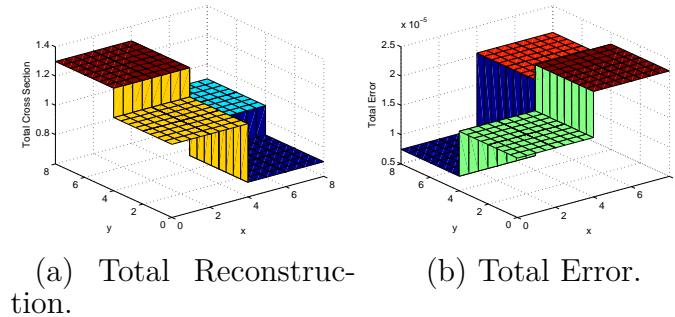 x 10⁻⁵
1.4
1.2
1
0.8
Total Cross Section
8
6
4
2
0
y
0
2
4
6
8
x
2.5
2
1.5
1
0.5
Total Error
8
6
4
2
0
y
0
2
4
6
8
x
(a) Total Reconstruc-
tion.
(b) Total Error.